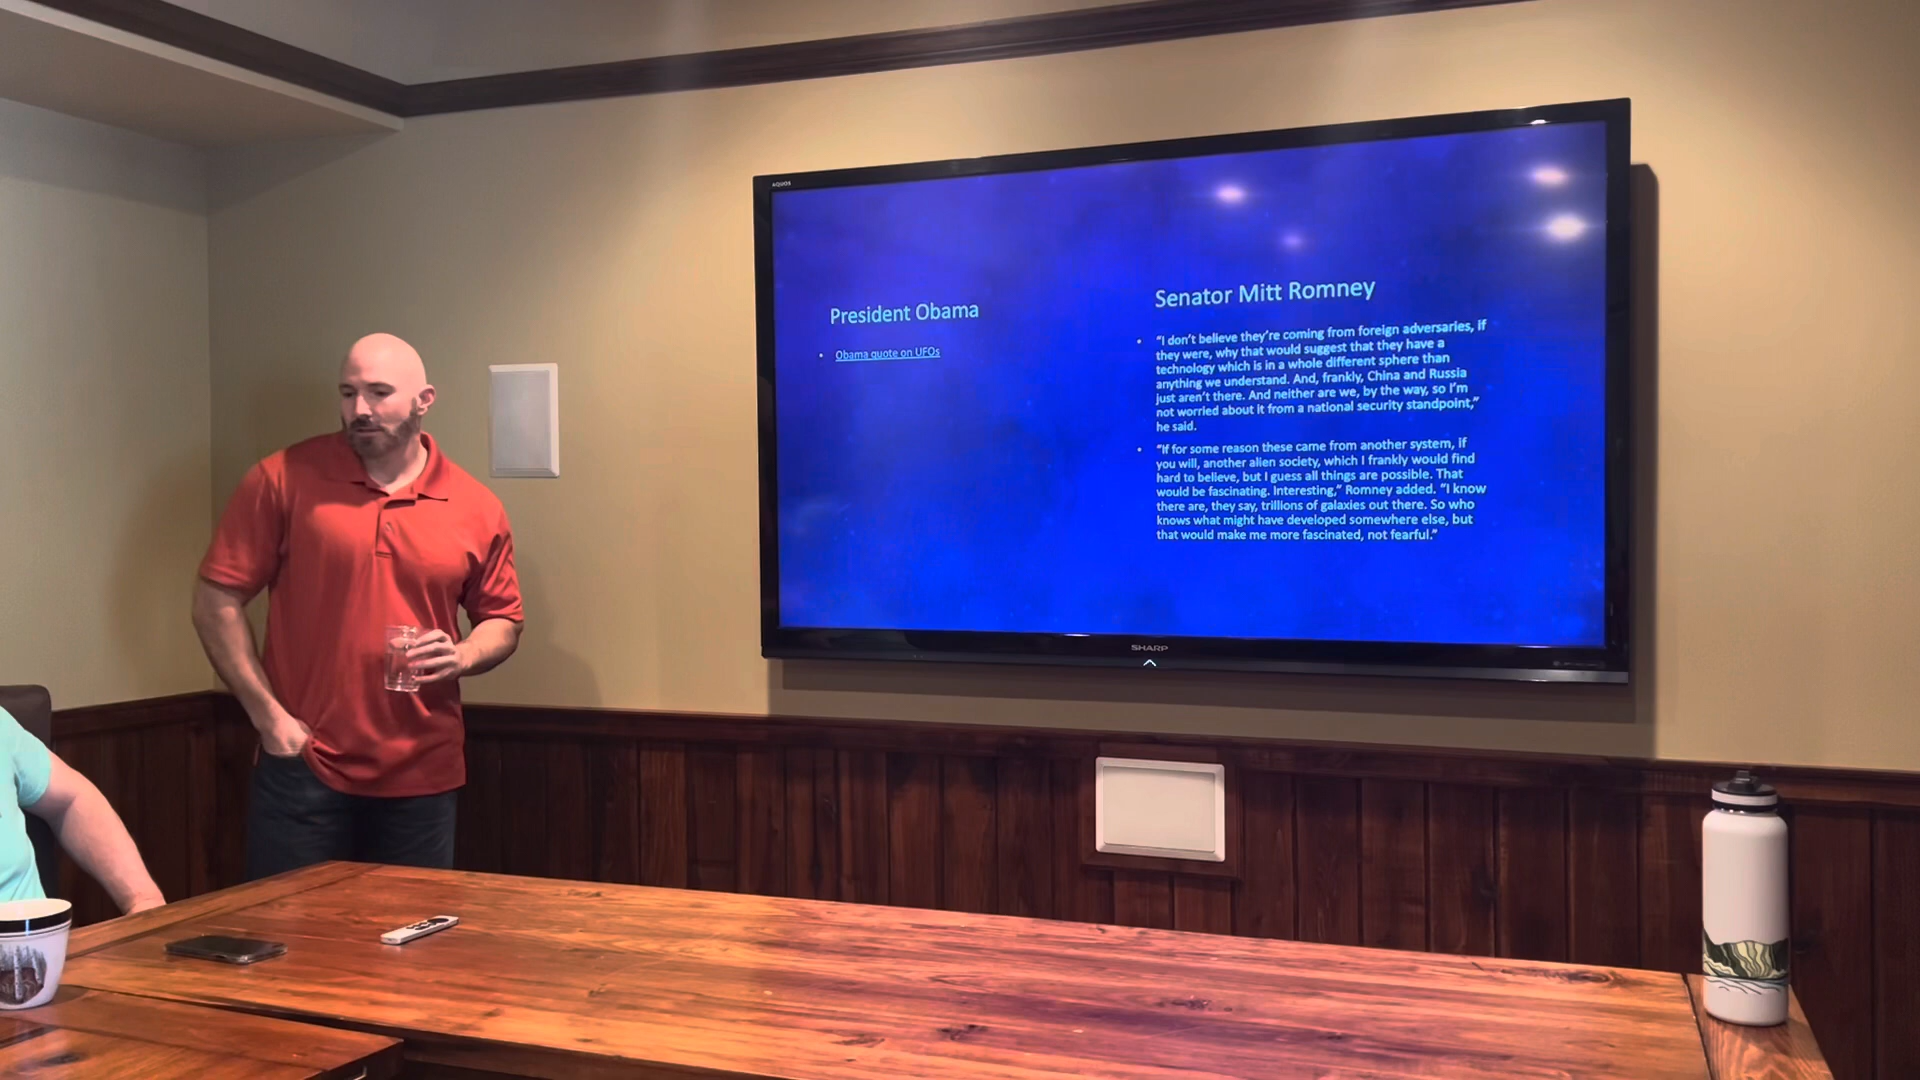 AQUOS
President Obama
• Obama quote on UFOs
Senator Mitt Romney
• “I don’t believe they’re coming from foreign adversaries, if
they were, why that would suggest that they have a
technology which is in a whole different sphere than
anything we understand. And, frankly, China and Russia
just aren’t there. And neither are we, by the way, so I’m
not worried about it from a national security standpoint,”
he said.
• “If for some reason these came from another system, if
you will, another alien society, which I frankly would find
hard to believe, but I guess all things are possible. That
would be fascinating. Interesting,” Romney added. “I know
there are, they say, trillions of galaxies out there. So who
knows what might have developed somewhere else, but
that would make me more fascinated, not fearful.”
SHARP